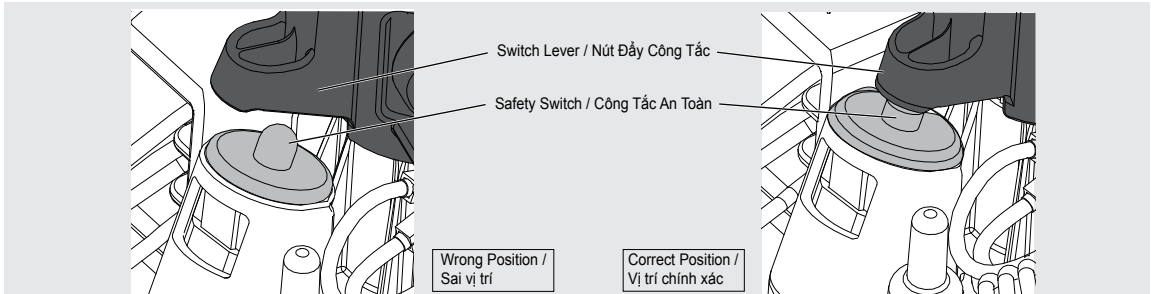 Switch Lever / Nút Đẩy Công Tắc
Safety Switch / Công Tắc An Toàn
Wrong Position /
Sai vị trí
Correct Position /
Vị trí chính xác